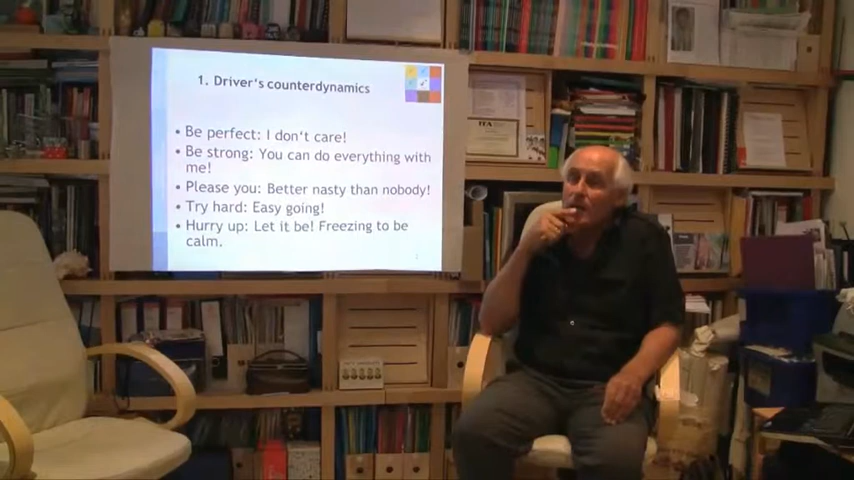 1. Driver's counterdynamics
• Be perfect: I don't care!
• Be strong: You can do everything with
me!
• Please you: Better nasty than nobody!
• Try hard: Easy going!
• Hurry up: Let it be! Freezing to be
calm.